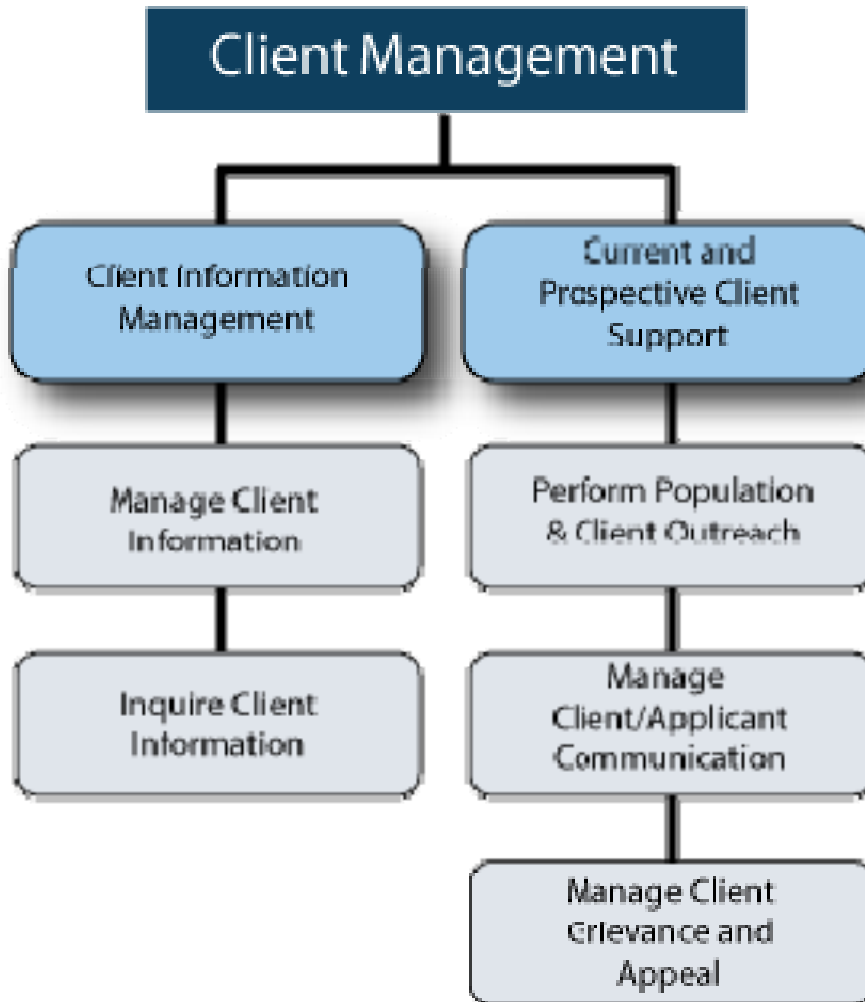 Client Management
Client Information
Management
Current and
Prospective Client
Support
Manage Client
Information
Perform Population
& Client Outreach
Inquire Client
Information
Manage
Client/Applicant
Communication
Manage Client
Grievance and
Appeal